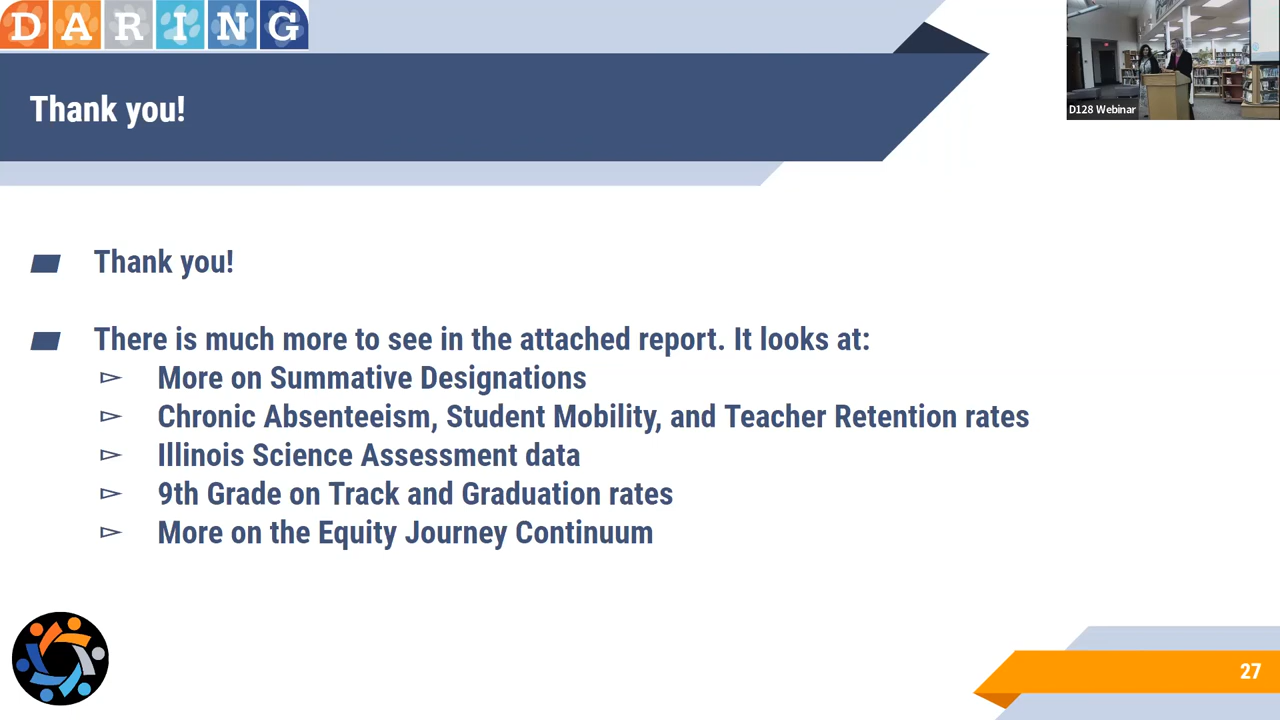 DARING
D128 Webinar
Thank you!
Thank you!
There is much more to see in the attached report. It looks at:
More on Summative Designations
Chronic Absenteeism, Student Mobility, and Teacher Retention rates
Illinois Science Assessment data
9th Grade on Track and Graduation rates
More on the Equity Journey Continuum
27